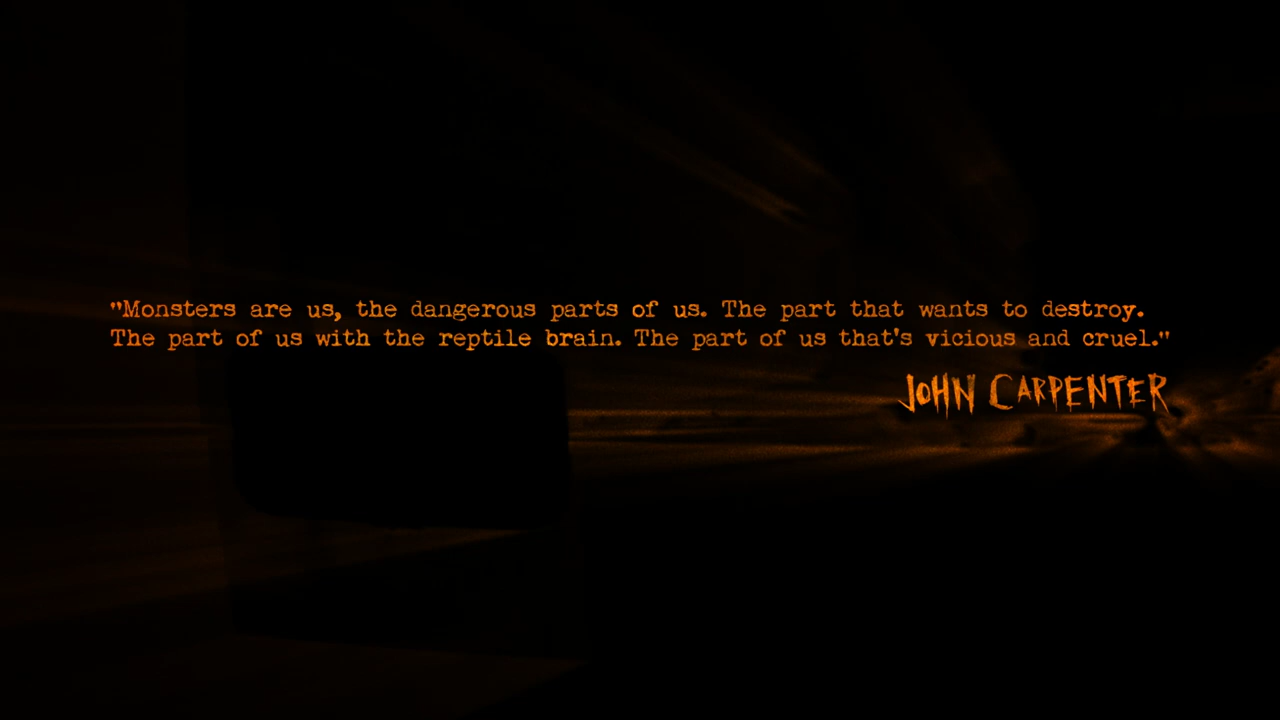 "Monsters are us, the dangerous parts of us. The part that wants to destroy.
The part of us with the reptile brain. The part of us that's vicious and cruel."
JOHN CARPENTER